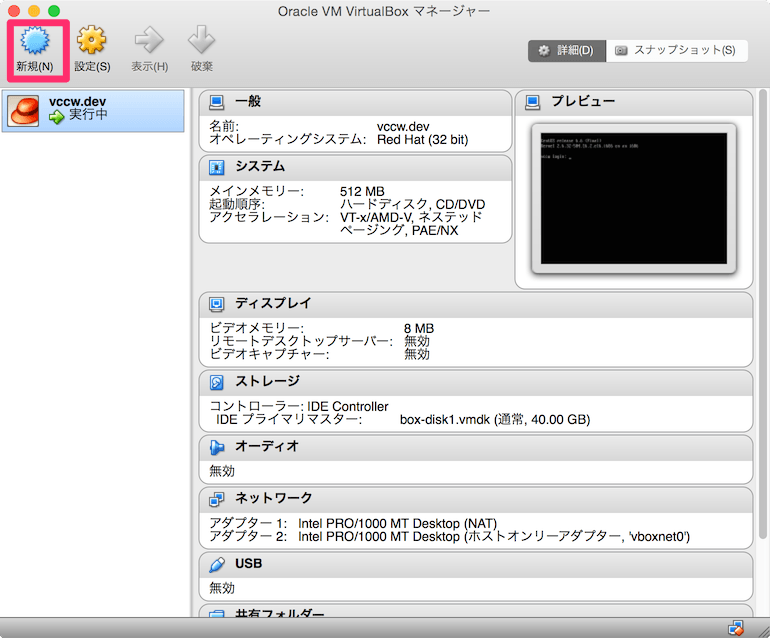 Oracle VM VirtualBox マネージャー
新規(N)
設定(S)
表示(H)
破棄
詳細(D)
スナップショット(S)
vccw.dev
実行中
一般
名前: vccw.dev
オペレーティングシステム: Red Hat (32 bit)
システム
メインメモリー: 512 MB
起動順序: ハードディスク, CD/DVD
アクセラレーション: VT-x/AMD-V, ネステッド
ページング, PAE/NX
プレビュー
vccw login: _
ディスプレイ
ビデオメモリー: 8 MB
リモートデスクトップサーバー: 無効
ビデオキャプチャー: 無効
ストレージ
コントローラー: IDE Controller
IDE プライマリマスター: box-disk1.vmdk (通常, 40.00 GB)
オーディオ
無効
ネットワーク
アダプター 1: Intel PRO/1000 MT Desktop (NAT)
アダプター 2: Intel PRO/1000 MT Desktop (ホストオンリーアダプター, 'vboxnet0')
USB
無効
共有フォルダー